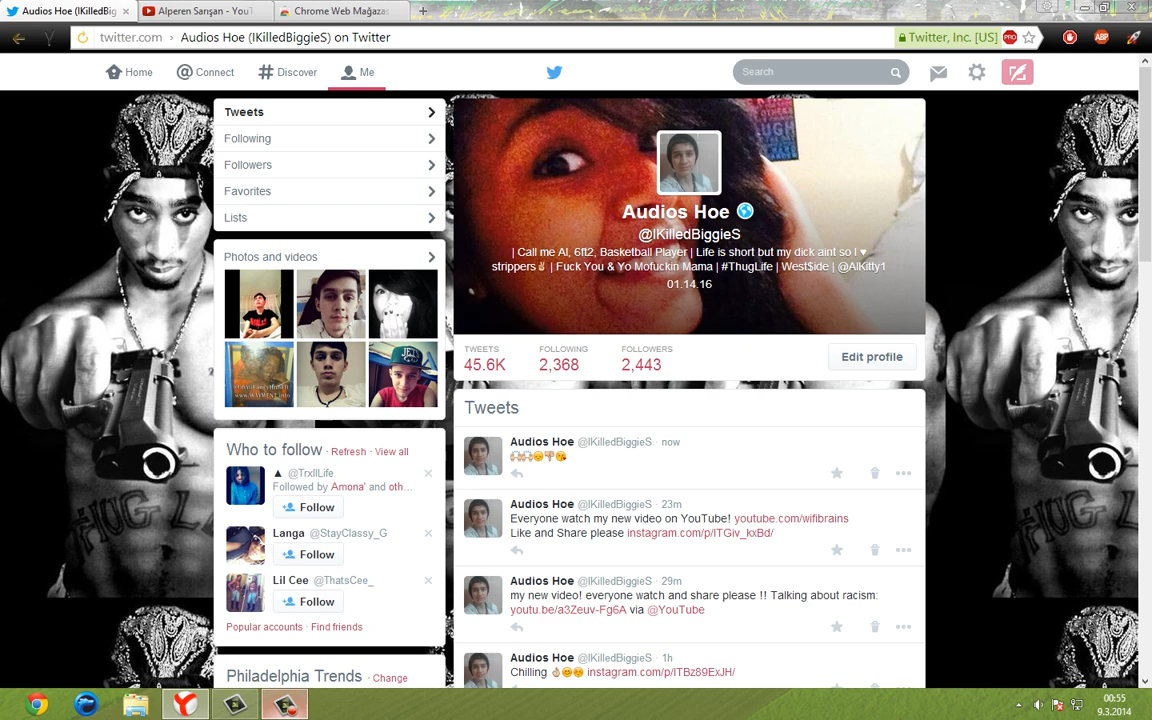 Audios Hoe (IKilledBig
Alperen Sarışan - YouT
Chrome Web Mağazas
twitter.com › Audios Hoe (IKilledBiggieS) on Twitter
Twitter, Inc. [US]
PRO
ABP
Home
Connect
Discover
Me
Search
Tweets
Following
Followers
Favorites
Lists
Photos and videos
Audios Hoe
@IKilledBiggieS
| Call me Al, 6ft2, Basketball Player | Life is short but my dick aint so I ♥
strippers✌ | Fuck You & Yo Mofuckin Mama | #ThugLife | West$ide | @AlKitty1
01.14.16
TWEETS
45.6K
FOLLOWING
2,368
FOLLOWERS
2,443
Edit profile
Who to follow · Refresh · View all
▲ @TrxllLife
Followed by Amona' and oth...
Follow
Langa @StayClassy_G
Follow
Lil Cee @ThatsCee_
Follow
Popular accounts · Find friends
Philadelphia Trends · Change
Tweets
Audios Hoe @IKilledBiggieS · now
🙌🙌😔👎😘
Audios Hoe @IKilledBiggieS · 23m
Everyone watch my new video on YouTube! youtube.com/wifibrains
Like and Share please instagram.com/p/lTGiv_kxBd/
Audios Hoe @IKilledBiggieS · 29m
my new video! everyone watch and share please !! Talking about racism:
youtu.be/a3Zeuv-Fg6A via @YouTube
Audios Hoe @IKilledBiggieS · 1h
Chilling 👌😊☺ instagram.com/p/lTBz89ExJH/
00:55
9.3.2014